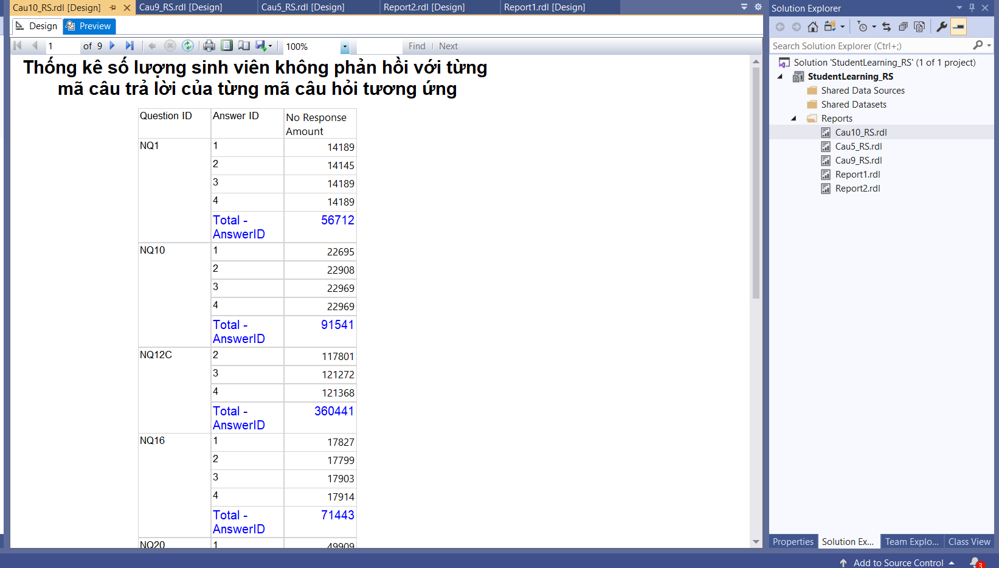 Cau10_RS.rdl [Design]
Cau9_RS.rdl [Design]
Cau5_RS.rdl [Design]
Report2.rdl [Design]
Report1.rdl [Design]
Design
Preview
1 of 9
100%
Find | Next
Thống kê số lượng sinh viên không phản hồi với từng
mã câu trả lời của từng mã câu hỏi tương ứng
Question ID Answer ID No Response
Amount
NQ1 1 14189
2 14145
3 14189
4 14189
Total - 56712
AnswerID
NQ10 1 22695
2 22908
3 22969
4 22969
Total - 91541
AnswerID
NQ12C 2 117801
3 121272
4 121368
Total - 360441
AnswerID
NQ16 1 17827
2 17799
3 17903
4 17914
Total - 71443
AnswerID
NQ20 1 49909
Solution Explorer
Search Solution Explorer (Ctrl+;)
Solution 'StudentLearning_RS' (1 of 1 project)
StudentLearning_RS
Shared Data Sources
Shared Datasets
Reports
Cau10_RS.rdl
Cau5_RS.rdl
Cau9_RS.rdl
Report1.rdl
Report2.rdl
Properties
Solution Ex...
Team Explo...
Class View
Add to Source Control
3